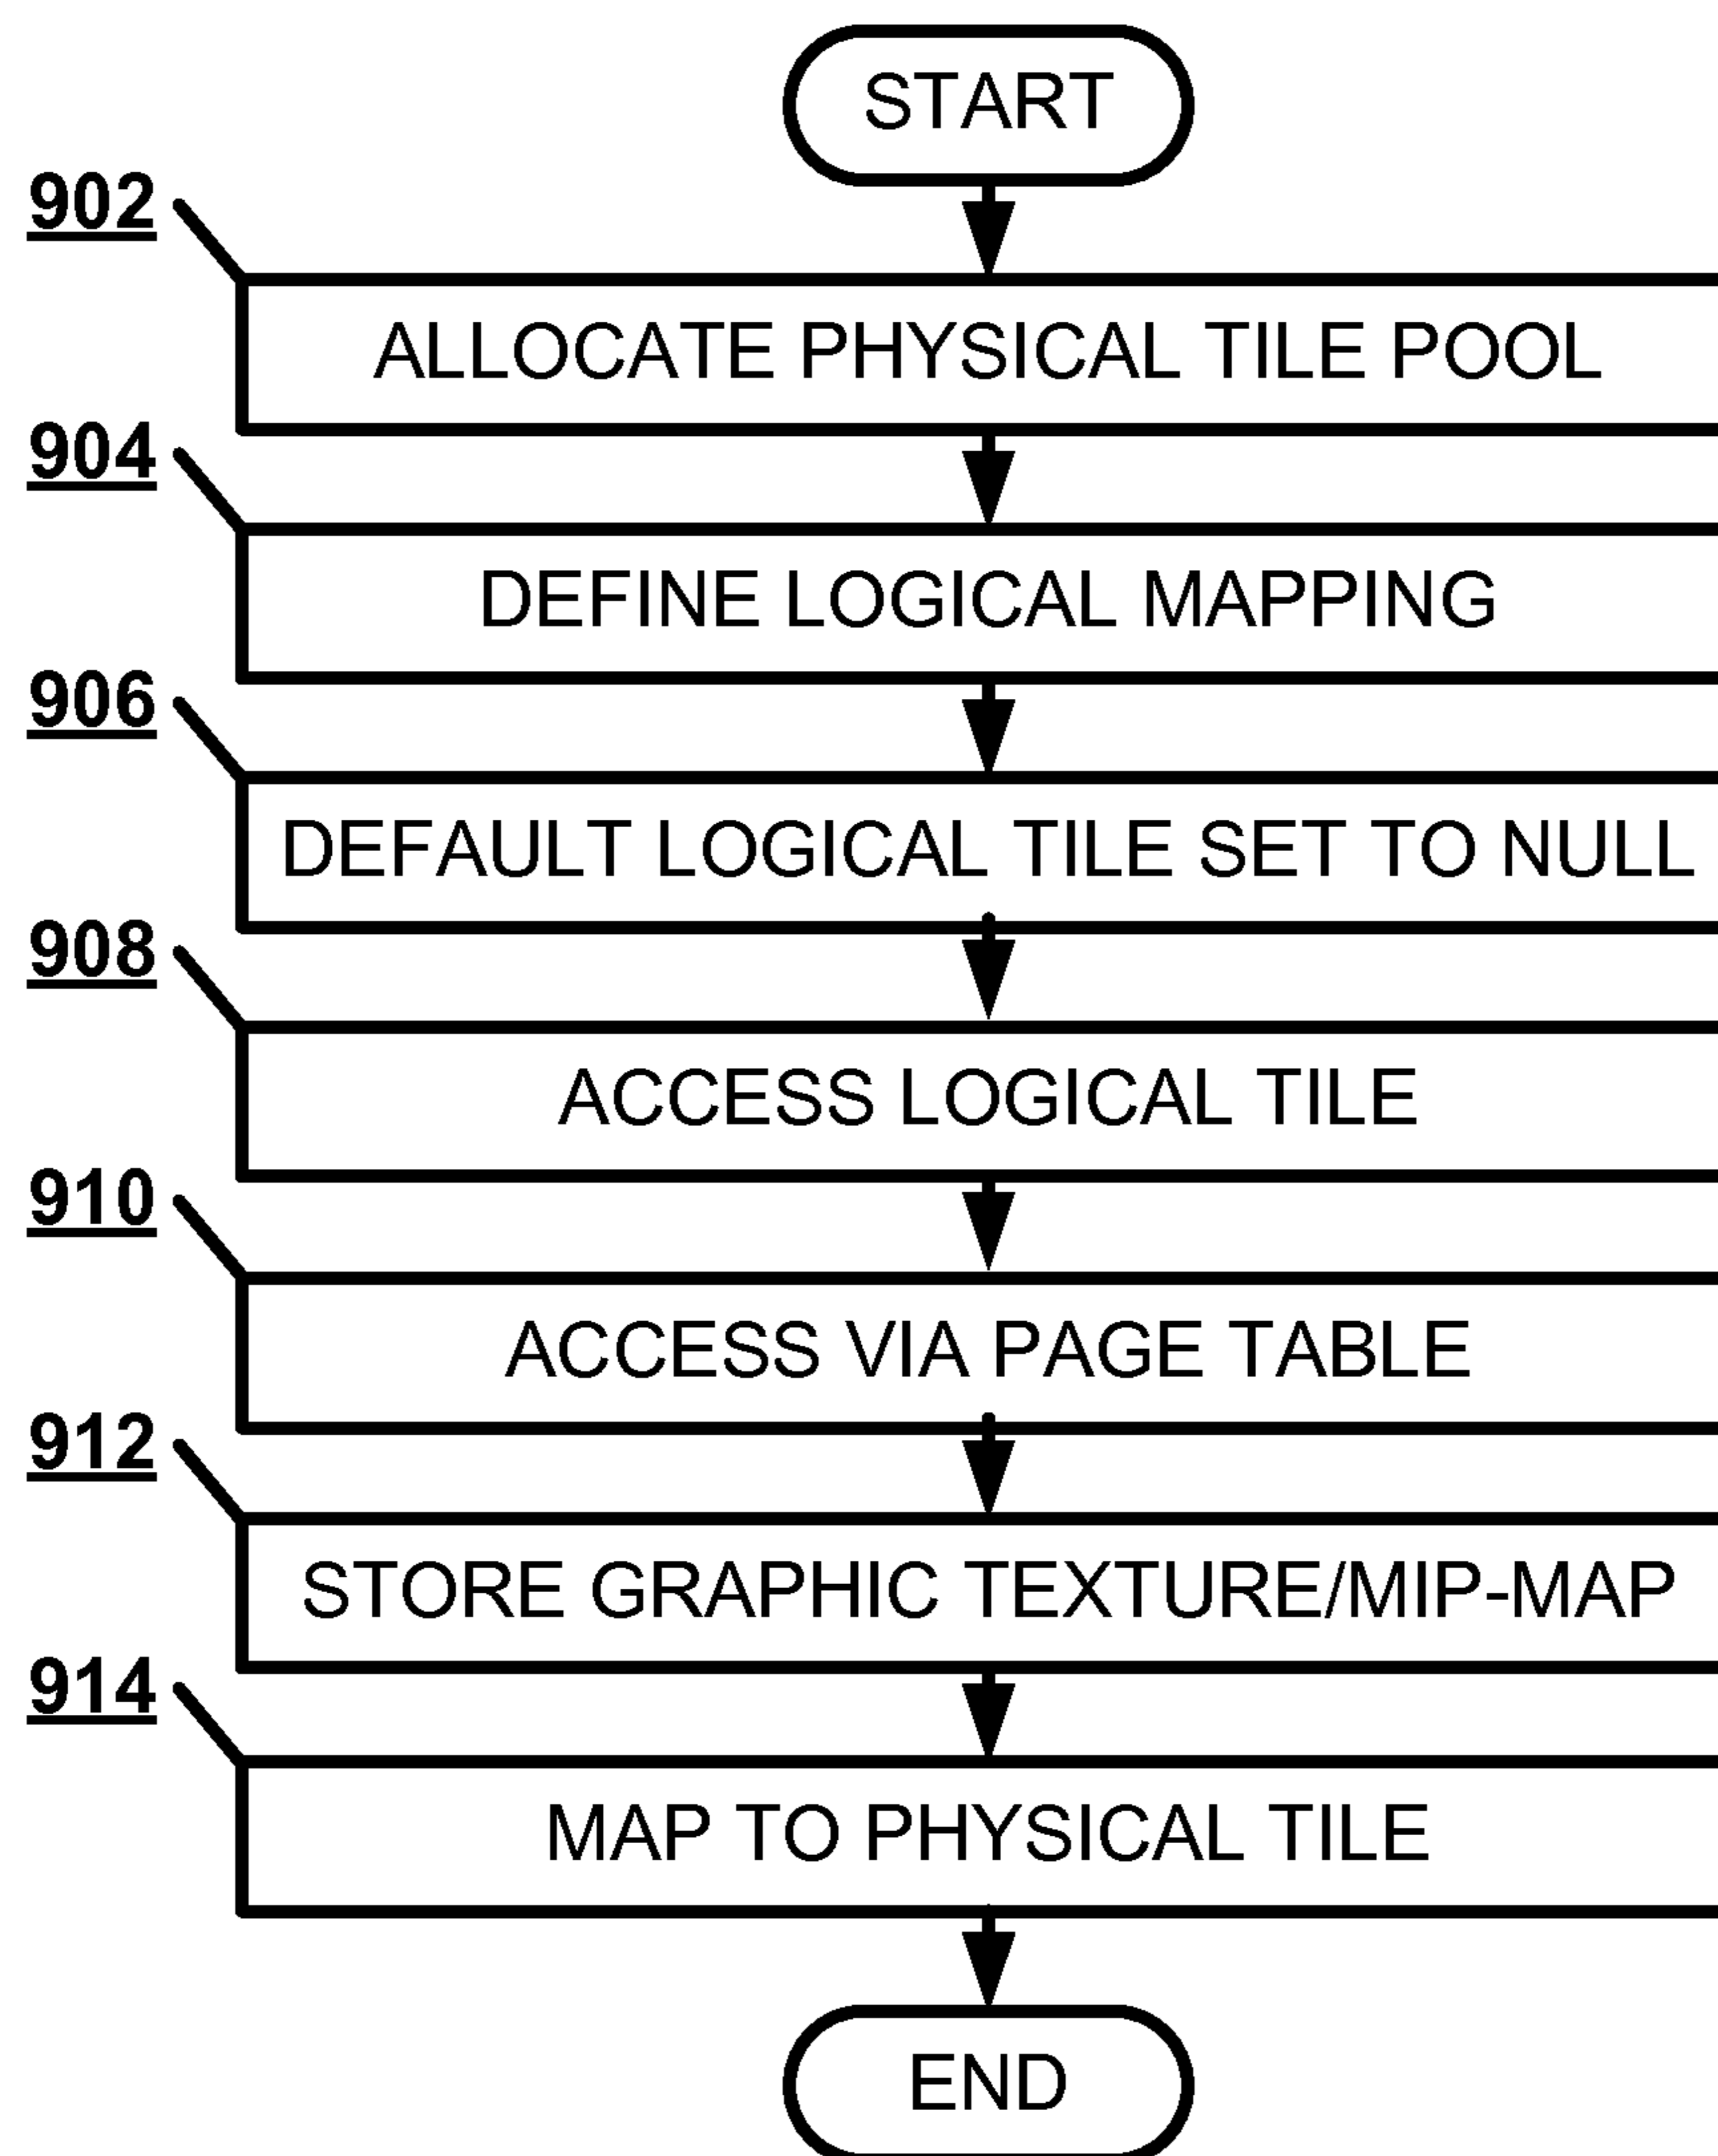 START
902
ALLOCATE PHYSICAL TILE POOL
904
DEFINE LOGICAL MAPPING
906
DEFAULT LOGICAL TILE SET TO NULL
908
ACCESS LOGICAL TILE
910
ACCESS VIA PAGE TABLE
912
STORE GRAPHIC TEXTURE/MIP-MAP
914
MAP TO PHYSICAL TILE
END